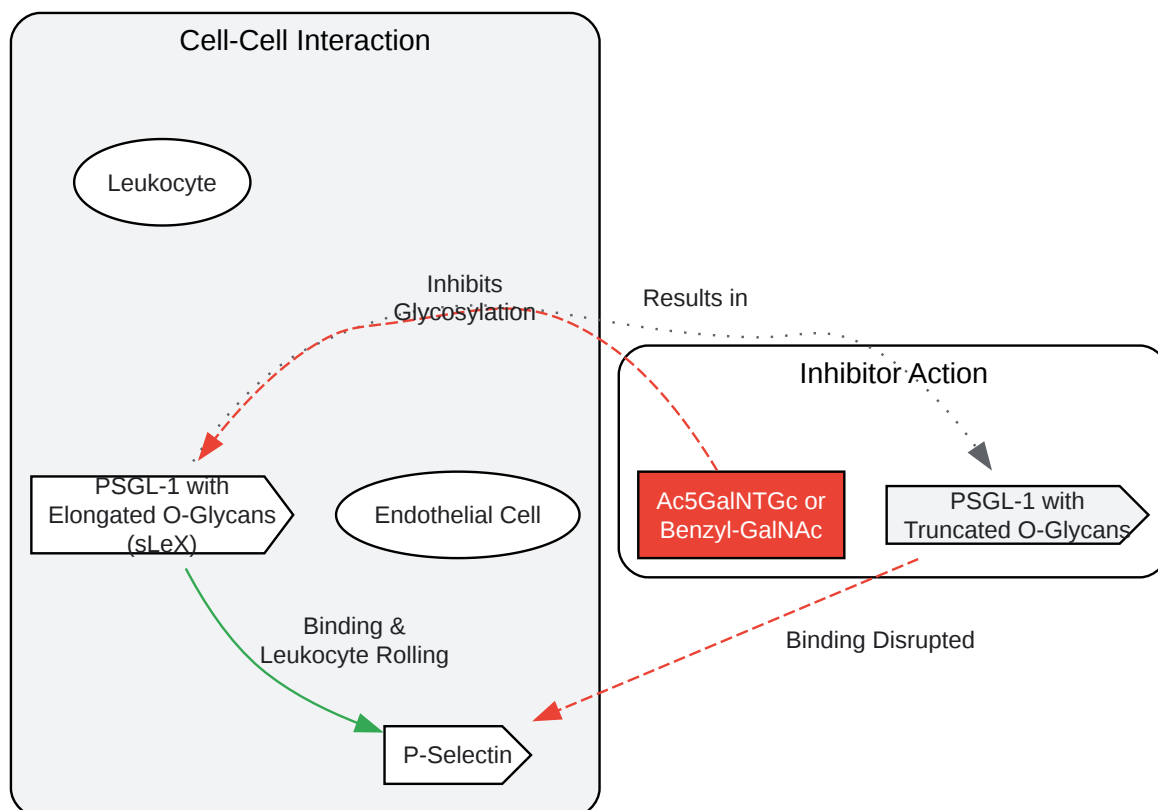 Cell-Cell Interaction
Leukocyte
Inhibits
Glycosylation
Results in
Inhibitor Action
PSGL-1 with
Elongated O-Glycans
(sLeX)
Endothelial Cell
Ac5GalNTGc or
Benzyl-GalNAc
PSGL-1 with
Truncated O-Glycans
Binding &
Leukocyte Rolling
Binding Disrupted
P-Selectin